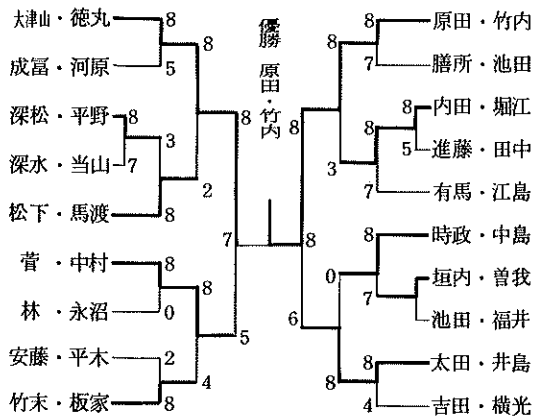 優勝 原田・竹内
大津山・徳丸
8
8
成冨・河原
5
8
深松・平野
8
3
深水・当山
7
2
松下・馬渡
8
7
菅・中村
8
8
林・永沼
0
5
安藤・平木
2
4
竹末・板家
8
8
原田・竹内
8
7
膳所・池田
8
8
内田・堀江
8
5
進藤・田中
3
7
有馬・江島
8
8
時政・中島
0
7
垣内・曽我
池田・福井
6
8
太田・井島
8
4
吉田・横光